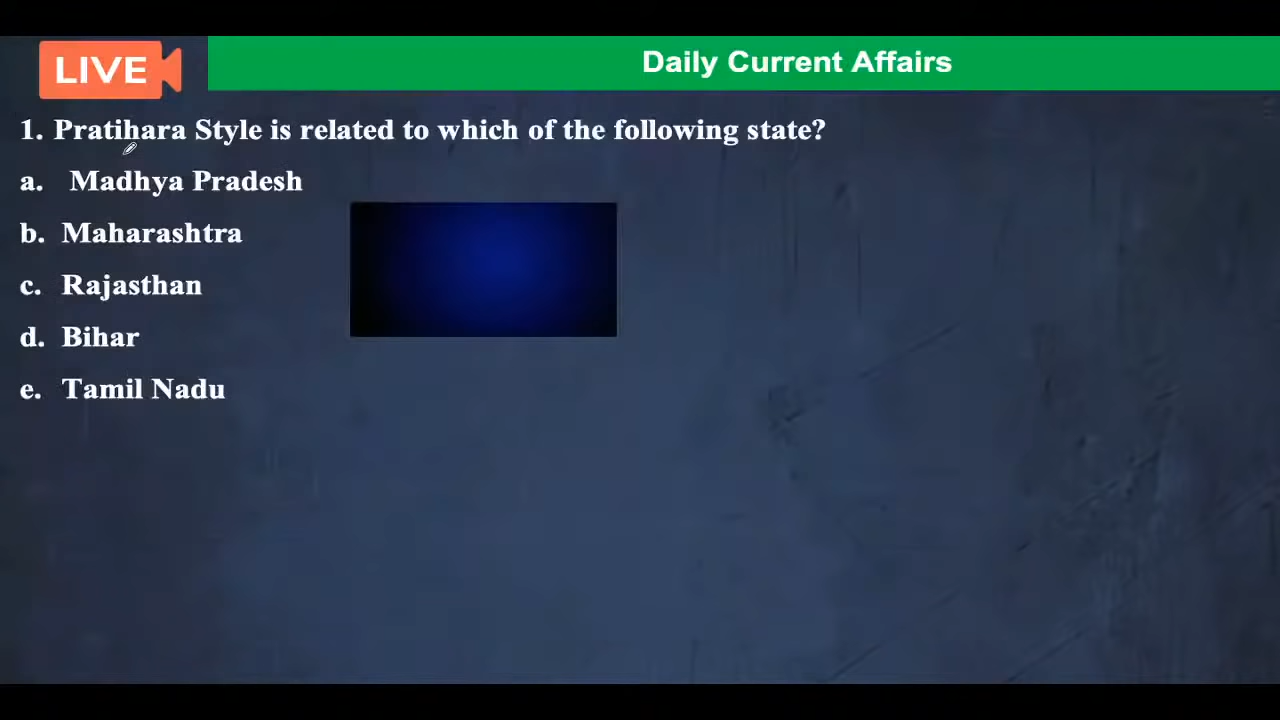 LIVE
Daily Current Affairs
1. Pratihara Style is related to which of the following state?
a. Madhya Pradesh
b. Maharashtra
c. Rajasthan
d. Bihar
e. Tamil Nadu